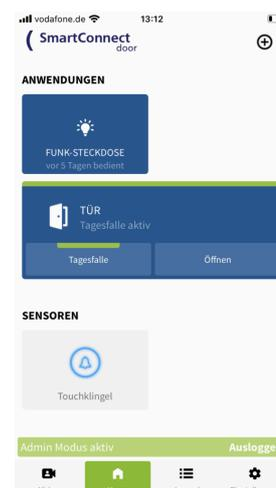 vodafone.de 13:12
SmartConnect
door
ANWENDUNGEN
FUNK-STECKDOSE
vor 5 Tagen bedient
TÜR
Tagesfalle aktiv
Tagesfalle Öffnen
SENSOREN
Touchklingel
Admin Modus aktiv Auslogge